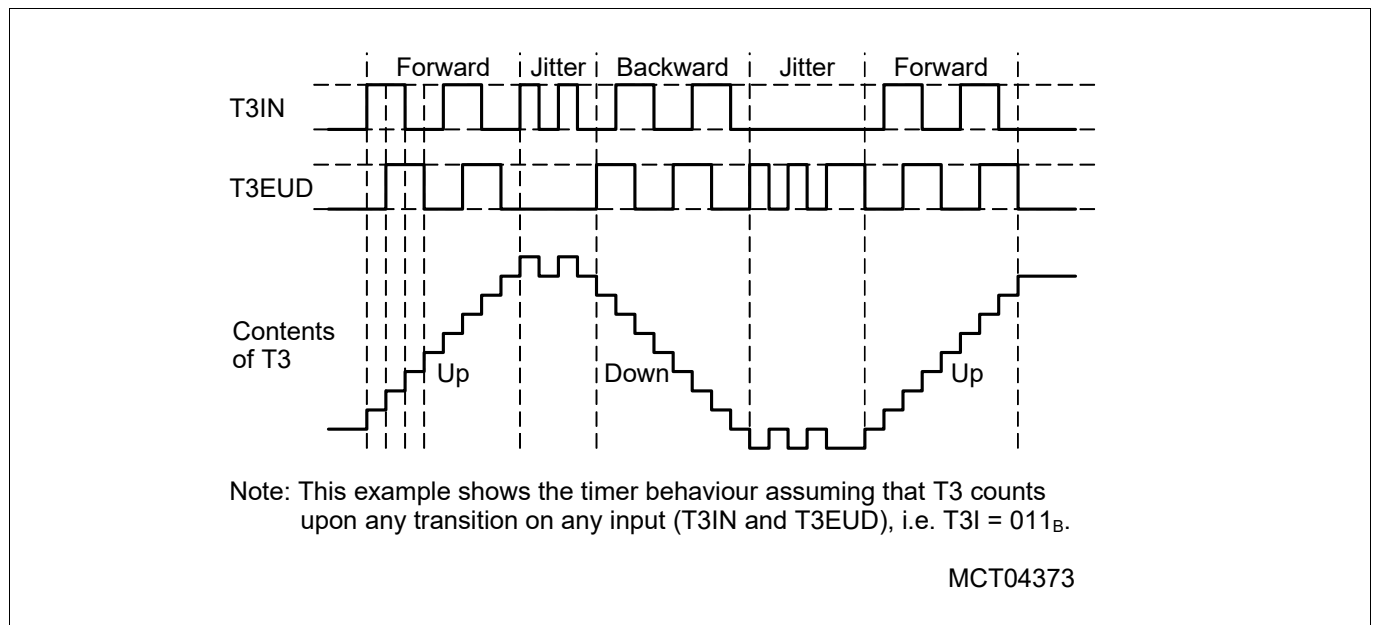 Forward Jitter Backward Jitter Forward
T3IN
T3EUD
Contents
of T3
Up
Down
Up
Note: This example shows the timer behaviour assuming that T3 counts
upon any transition on any input (T3IN and T3EUD), i.e. T3I = 011B.
MCT04373